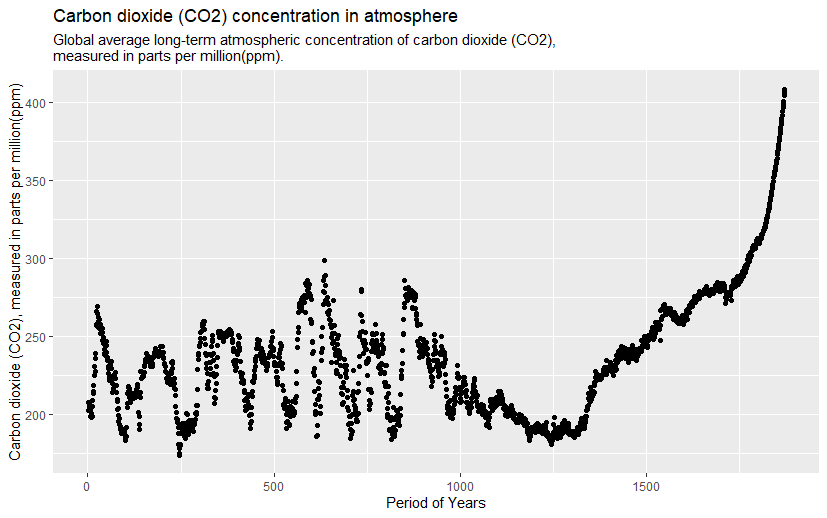 Carbon dioxide (CO2) concentration in atmosphere
Global average long-term atmospheric concentration of carbon dioxide (CO2),
measured in parts per million(ppm).
Carbon dioxide (CO2), measured in parts per million(ppm)
400
350
300
250
200
0
500
1000
1500
Period of Years